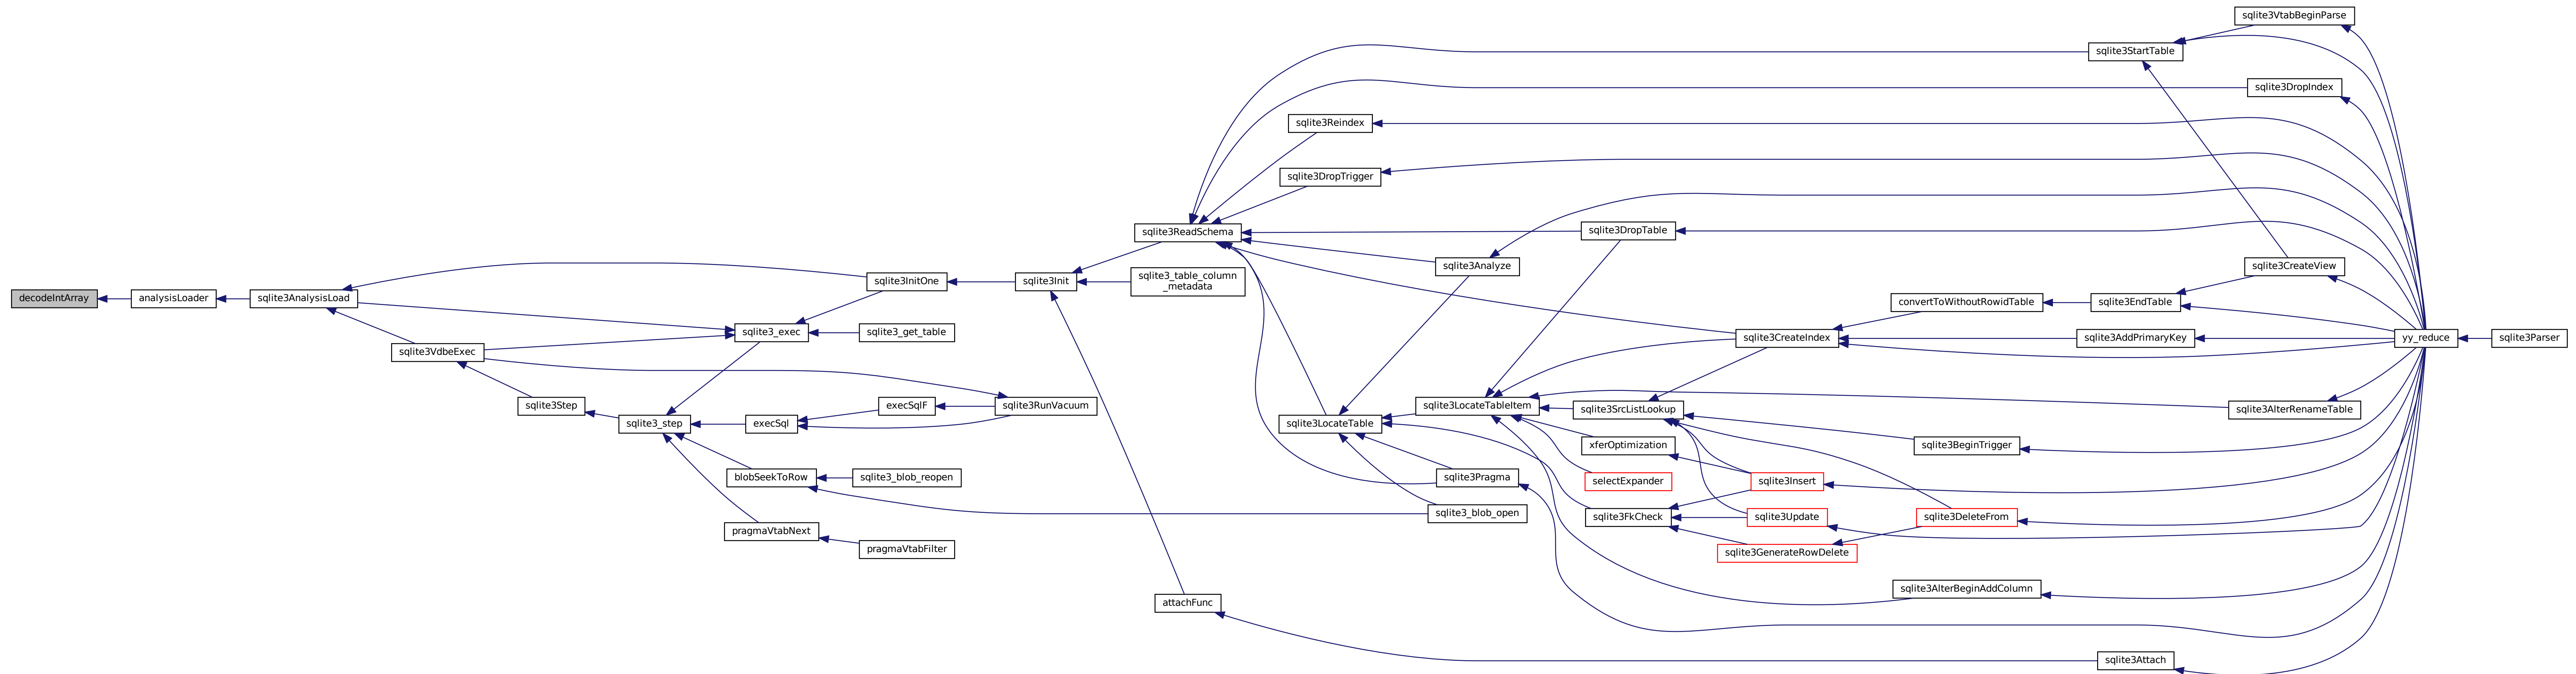 sqlite3VtabBeginParse
sqlite3StartTable
sqlite3DropIndex
sqlite3Reindex
sqlite3DropTrigger
sqlite3ReadSchema
sqlite3DropTable
sqlite3Analyze
sqlite3CreateView
sqlite3_table_column
_metadata
sqlite3InitOne
sqlite3Init
decodeIntArray
analysisLoader
sqlite3AnalysisLoad
convertToWithoutRowidTable
sqlite3EndTable
sqlite3_exec
sqlite3_get_table
sqlite3CreateIndex
sqlite3AddPrimaryKey
yy_reduce
sqlite3Parser
sqlite3VdbeExec
sqlite3Step
execSqlF
sqlite3RunVacuum
sqlite3LocateTableItem
sqlite3SrcListLookup
sqlite3AlterRenameTable
sqlite3_step
execSql
sqlite3LocateTable
xferOptimization
sqlite3BeginTrigger
blobSeekToRow
sqlite3_blob_reopen
sqlite3Pragma
selectExpander
sqlite3Insert
sqlite3_blob_open
sqlite3FkCheck
sqlite3Update
sqlite3DeleteFrom
pragmaVtabNext
pragmaVtabFilter
sqlite3GenerateRowDelete
sqlite3AlterBeginAddColumn
attachFunc
sqlite3Attach